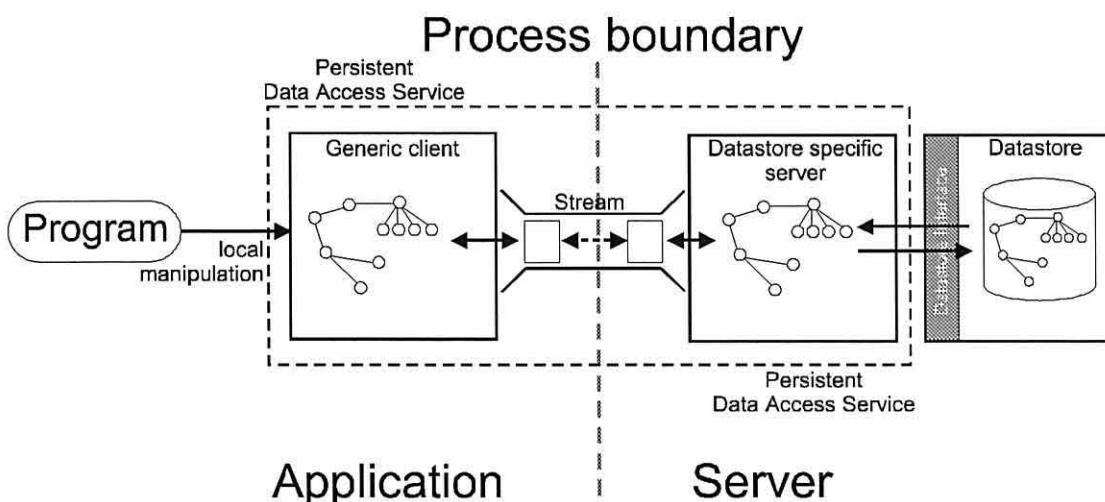 Process boundary
Persistent
Data Access Service
Generic client
Datastore specific
server
Datastore
Stream
Program
local
manipulation
Persistent
Data Access Service
Application
Server